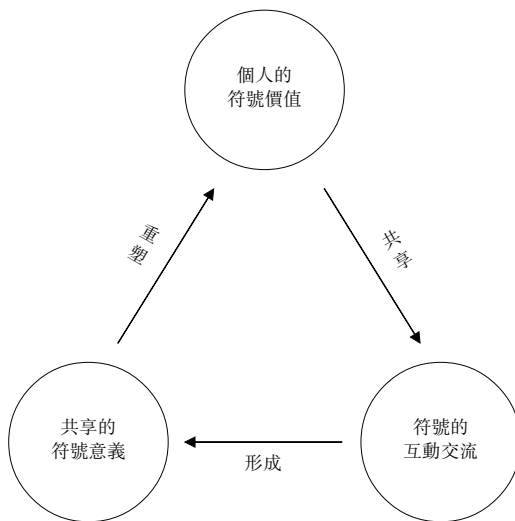 個人的
符號價值
重塑
共享
共享的
符號意義
符號的
互動交流
形成